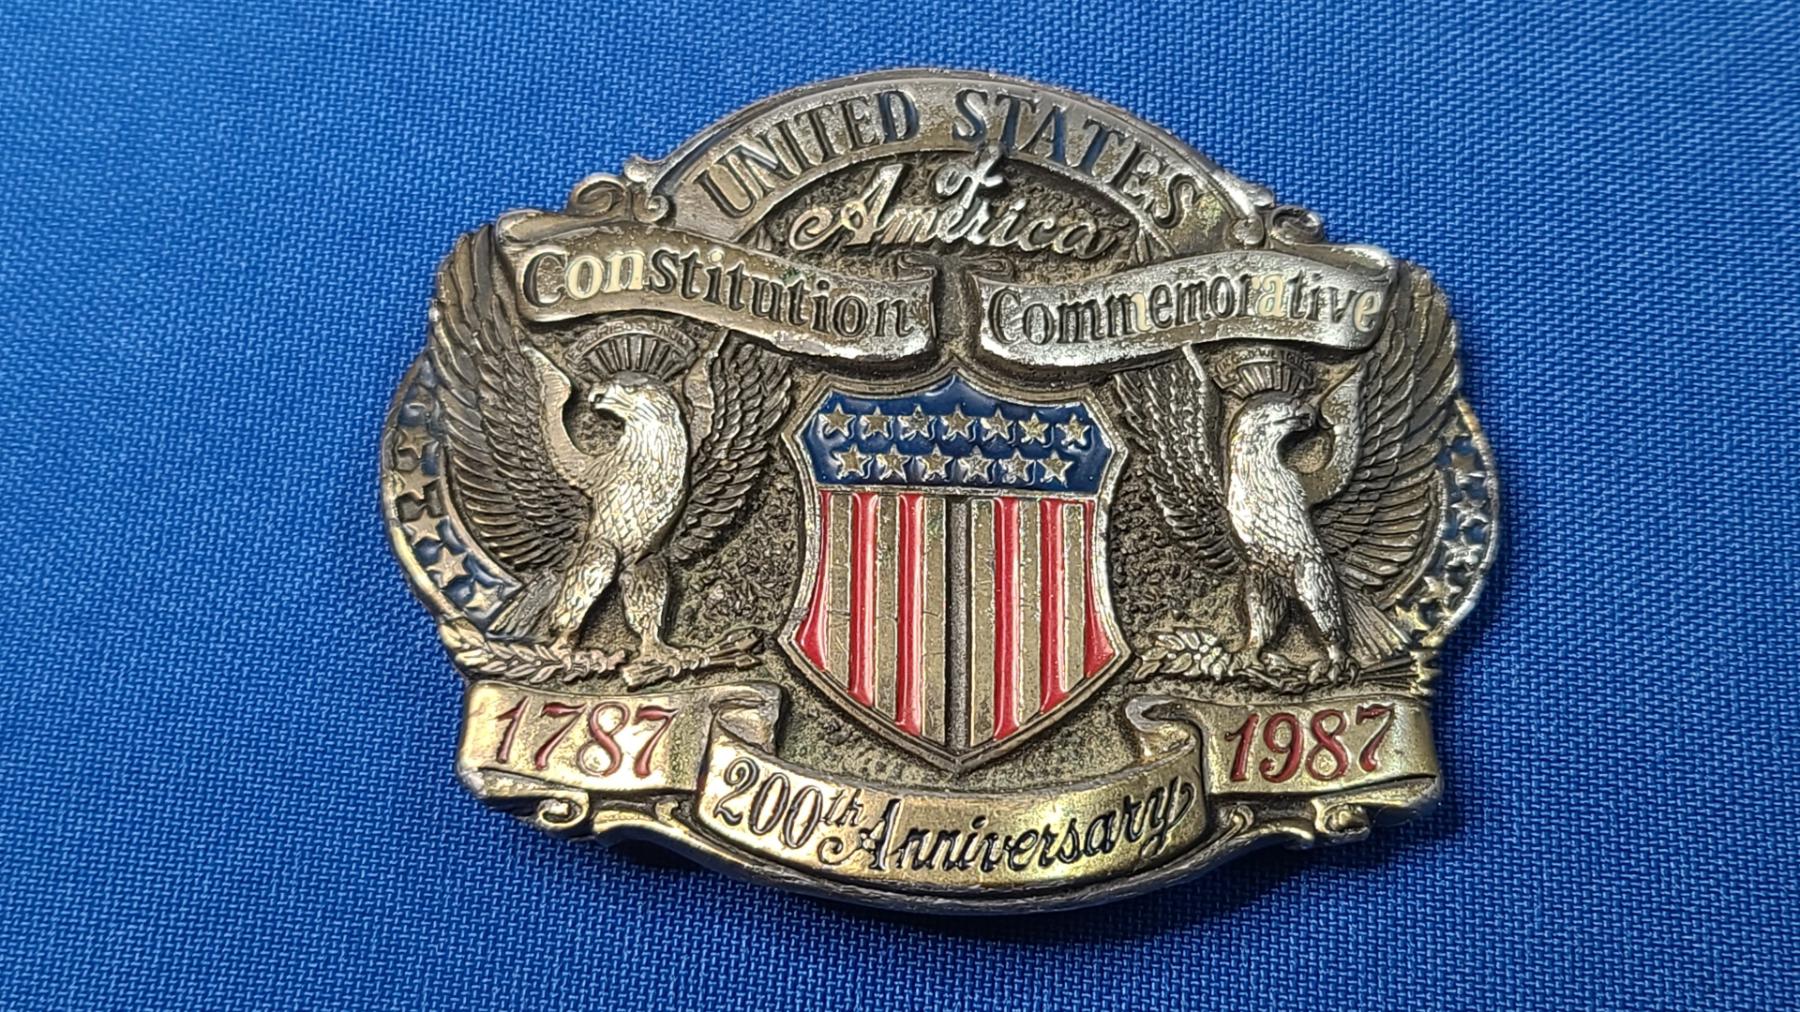 UNITED STATES
of
America
Constitution Commemorative
1787 1987
200th Anniversary